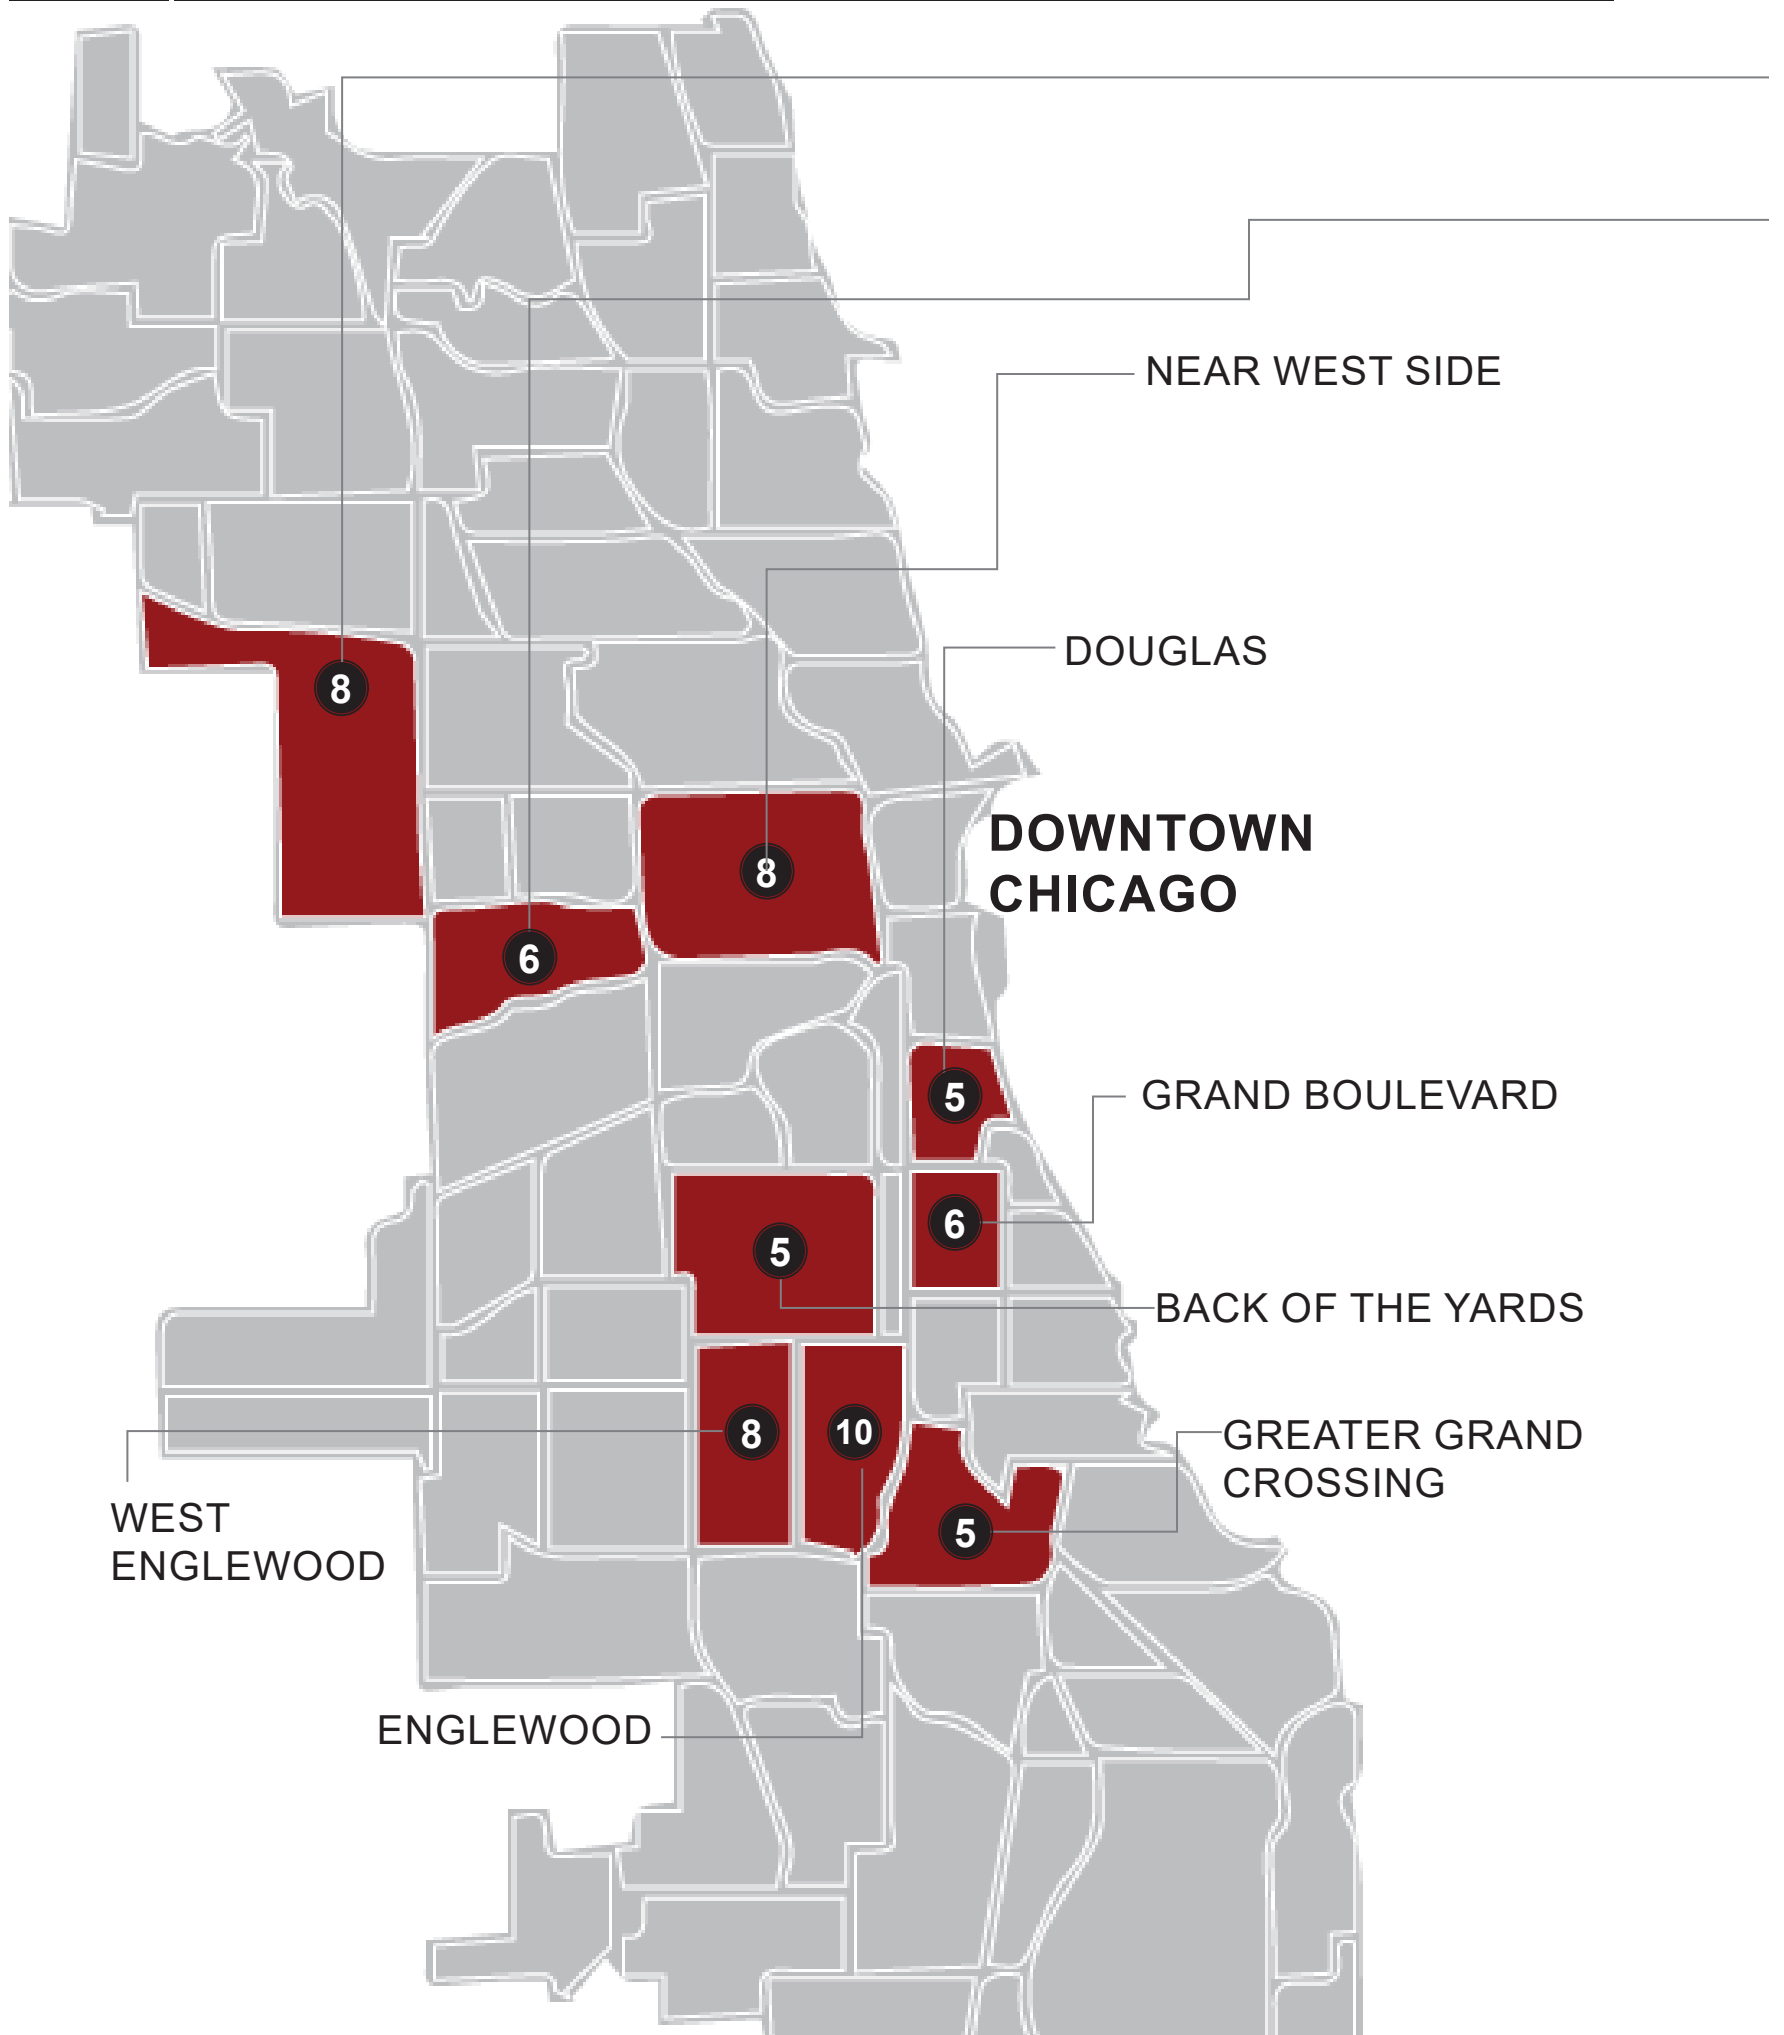 NEAR WEST SIDE
DOUGLAS
8
DOWNTOWN
CHICAGO
8
6
5
GRAND BOULEVARD
6
5
BACK OF THE YARDS
8
10
GREATER GRAND
CROSSING
WEST
ENGLEWOOD
5
ENGLEWOOD